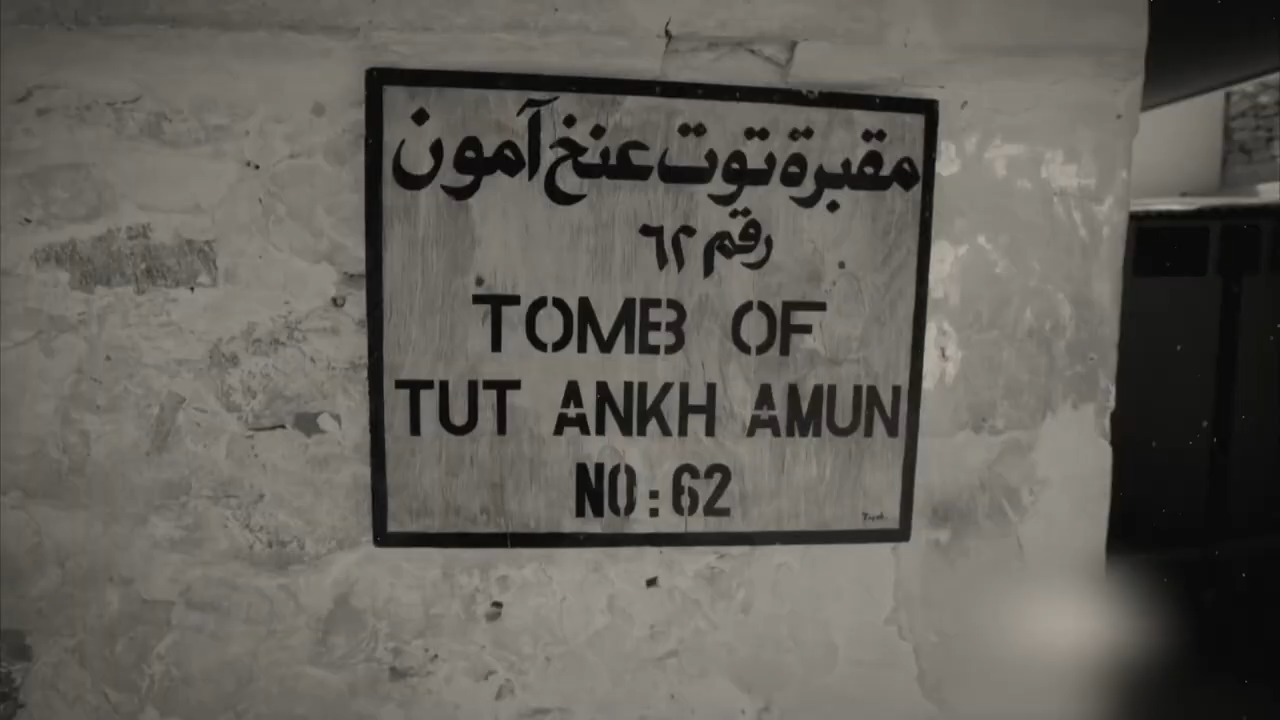 مقبرة توت عنخ آمون
رقم ٦٢
TOMB OF
TUT ANKH AMUN
NO: 62